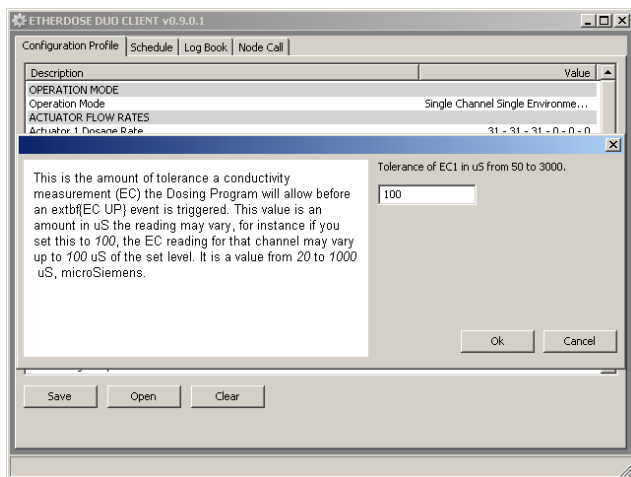 ETHERDOSE DUO CLIENT v0.9.0.1
Configuration Profile Schedule Log Book Node Call
Description Value
OPERATION MODE
Operation Mode Single Channel Single Environme...
ACTUATOR FLOW RATES
Actuator 1 Dosage Rate 31 - 31 - 31 - 0 - 0 - 0
This is the amount of tolerance a conductivity
measurement (EC) the Dosing Program will allow before
an extbf{EC UP} event is triggered. This value is an
amount in uS the reading may vary, for instance if you
set this to 100, the EC reading for that channel may vary
up to 100 uS of the set level. It is a value from 20 to 1000
uS, microSiemens.
Tolerance of EC1 in uS from 50 to 3000.
100
Ok Cancel
Save Open Clear